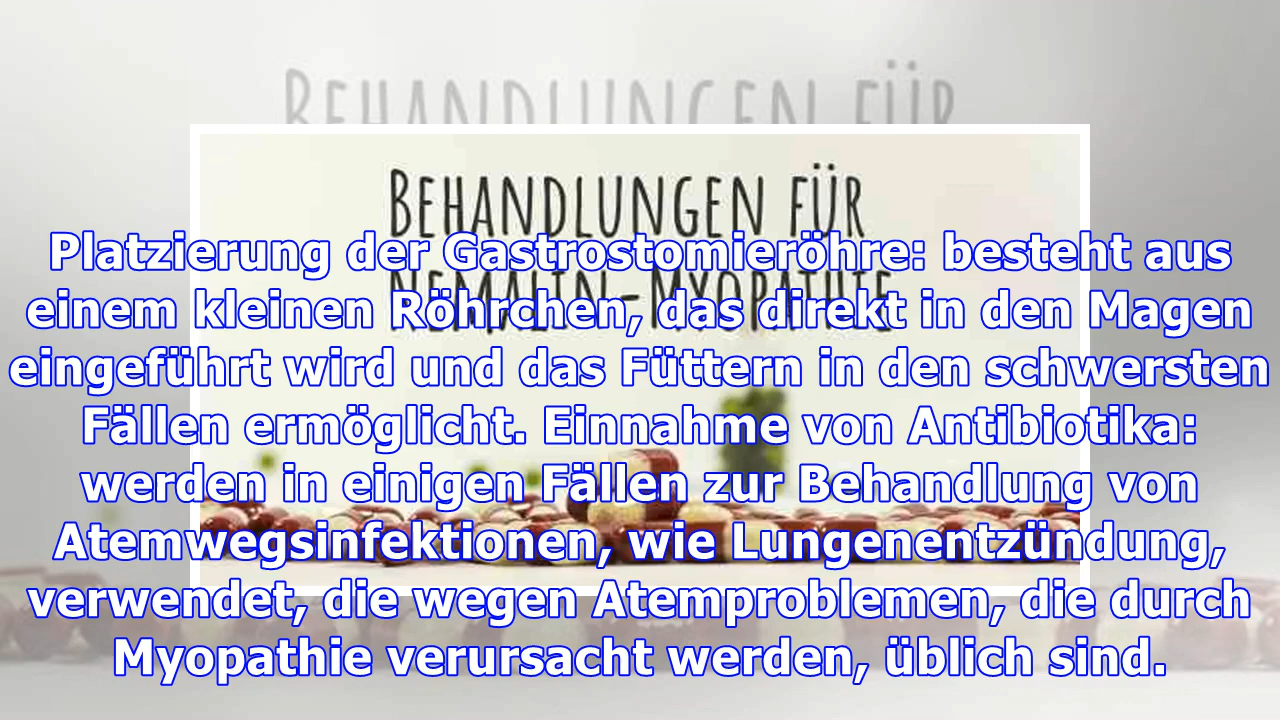 BEHANDLUNGEN FÜR
BEHANDLUNGEN FÜR
NEMALIN-MYOPATHIE
Platzierung der Gastrostomieröhre: besteht aus
einem kleinen Röhrchen, das direkt in den Magen
eingeführt wird und das Füttern in den schwersten
Fällen ermöglicht. Einnahme von Antibiotika:
werden in einigen Fällen zur Behandlung von
Atemwegsinfektionen, wie Lungenentzündung,
verwendet, die wegen Atemproblemen, die durch
Myopathie verursacht werden, üblich sind.